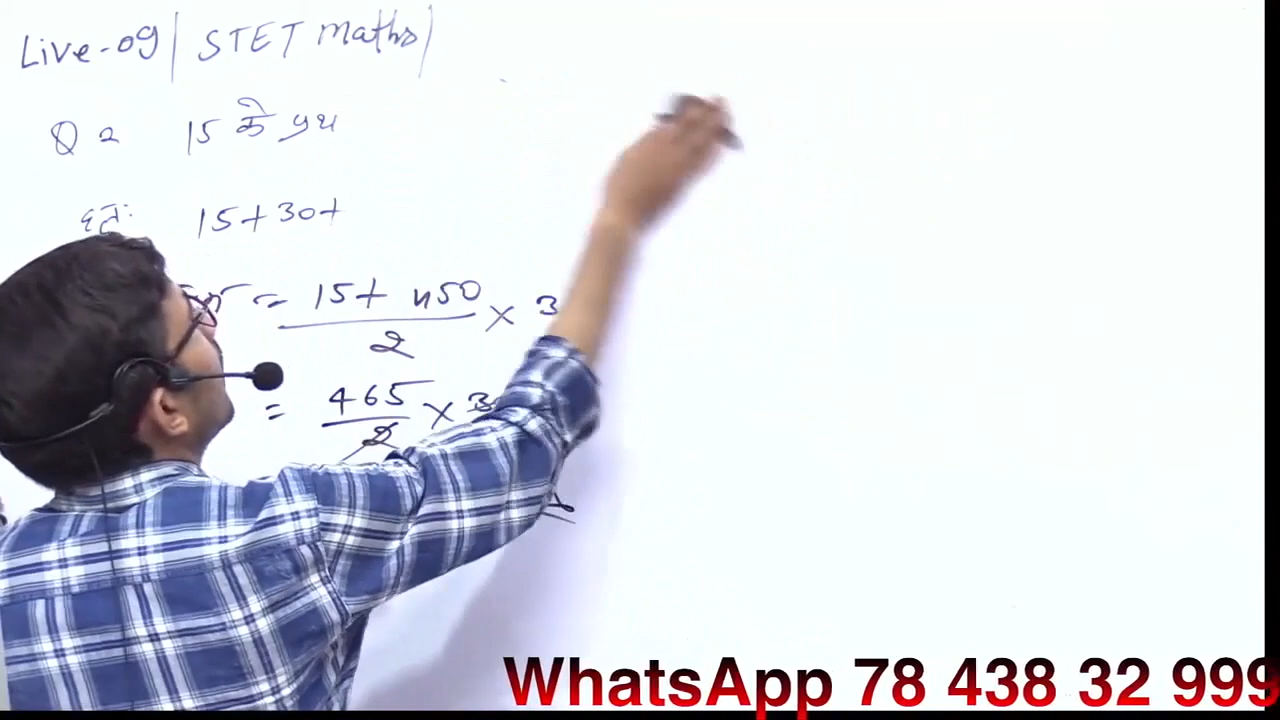 Live-09 | STET Maths |
Q 2 15 के प्रथ
हल: 15+30+
= 15+ 450 / 2 × 3
= 465 / 2 × 3
WhatsApp 78 438 32 999